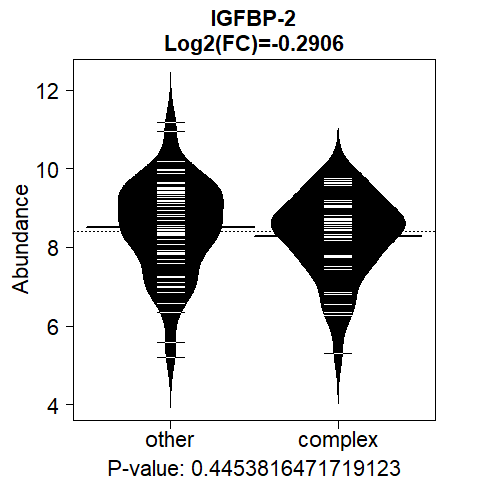 IGFBP-2
Log2(FC)=-0.2906
Abundance
12
10
8
6
4
other complex
P-value: 0.4453816471719123